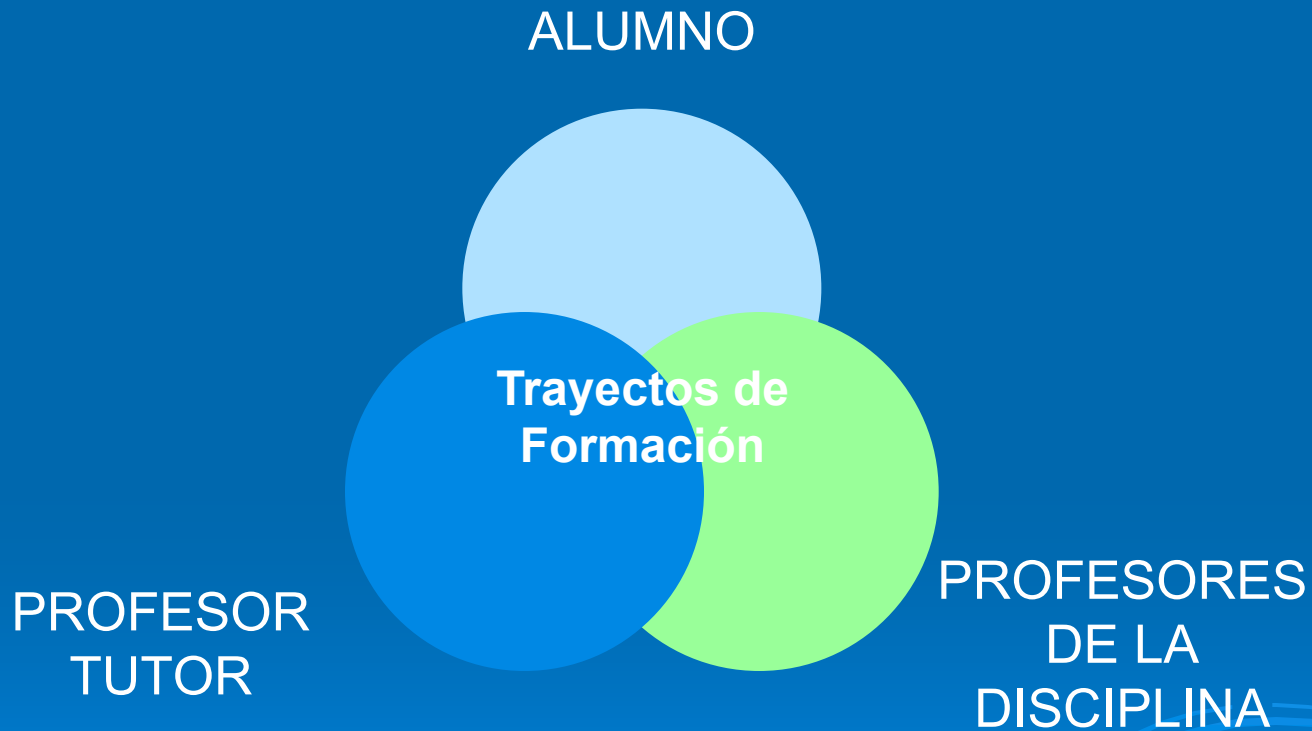 ALUMNO
Trayectos de
Formación
PROFESOR
TUTOR
PROFESORES
DE LA
DISCIPLINA